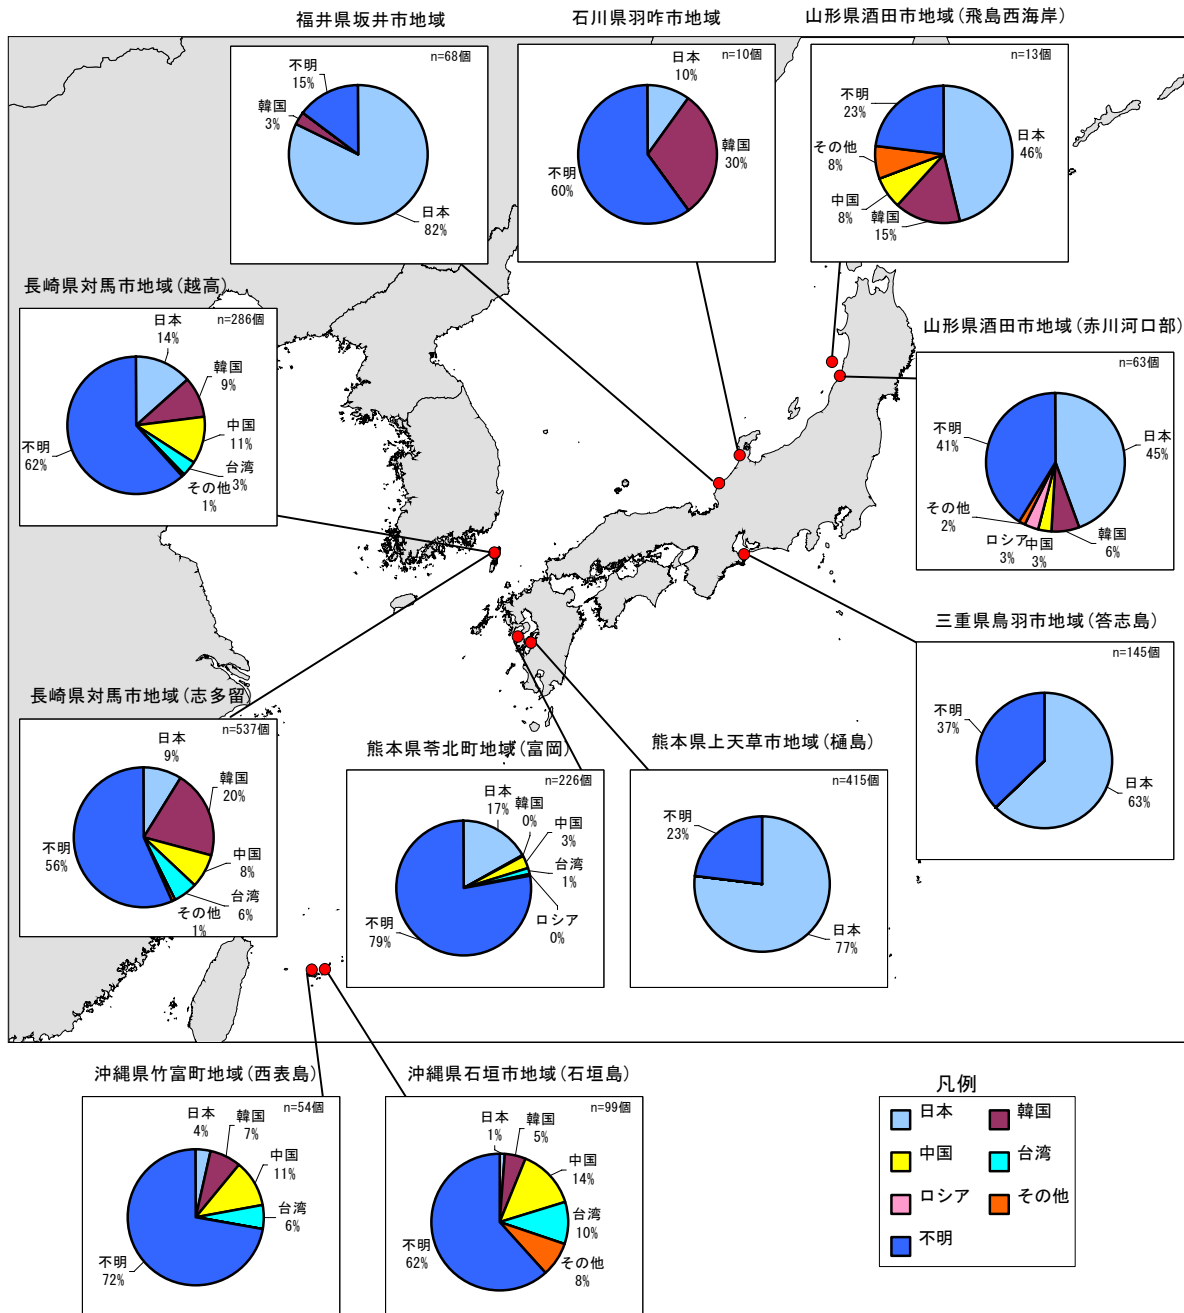 福井県坂井市地域
n=68個
不明
15%
韓国
3%
日本
82%
石川県羽咋市地域
n=10個
日本
10%
韓国
30%
不明
60%
山形県酒田市地域(飛島西海岸)
n=13個
不明
23%
その他
8%
中国
8%
韓国
15%
日本
46%
長崎県対馬市地域(越高)
n=286個
日本
14%
韓国
9%
中国
11%
台湾
3%
その他
1%
不明
62%
山形県酒田市地域(赤川河口部)
n=63個
不明
41%
日本
45%
その他
2%
ロシア
3%
中国
3%
韓国
6%
三重県鳥羽市地域(答志島)
n=145個
不明
37%
日本
63%
長崎県対馬市地域(志多留)
n=537個
日本
9%
韓国
20%
中国
8%
台湾
6%
その他
1%
不明
56%
熊本県苓北町地域(富岡)
n=226個
日本
17%
韓国
0%
中国
3%
台湾
1%
ロシア
0%
不明
79%
熊本県上天草市地域(樋島)
n=415個
不明
23%
日本
77%
沖縄県竹富町地域(西表島)
n=54個
日本
4%
韓国
7%
中国
11%
台湾
6%
不明
72%
沖縄県石垣市地域(石垣島)
n=99個
日本
1%
韓国
5%
中国
14%
台湾
10%
その他
8%
不明
62%
凡例
日本
韓国
中国
台湾
ロシア
その他
不明